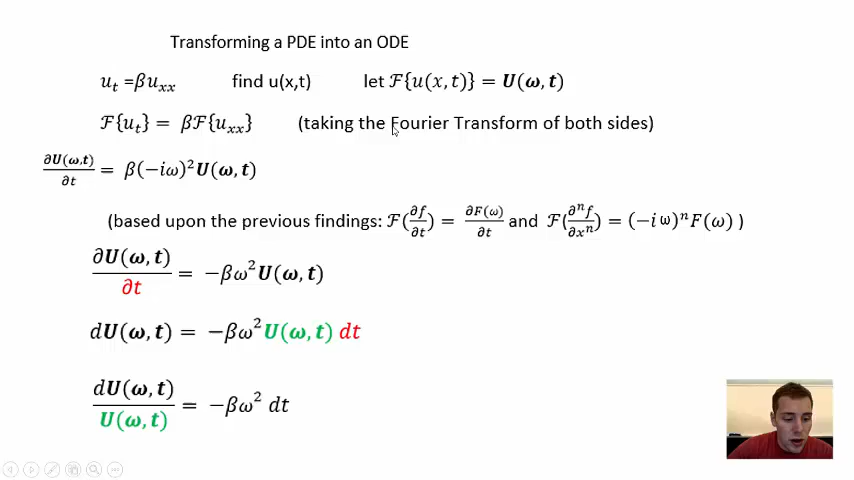 Transforming a PDE into an ODE
u_t =βu_xx find u(x,t) let ℱ{u(x,t)} = U(ω,t)
ℱ{u_t} = βℱ{u_xx} (taking the Fourier Transform of both sides)
∂U(ω,t)/∂t = β(−iω)²U(ω,t)
(based upon the previous findings: ℱ(∂f/∂t) = ∂F(ω)/∂t and ℱ(∂ⁿf/∂xⁿ) = (−iω)ⁿF(ω) )
∂U(ω,t)/∂t = −βω²U(ω,t)
dU(ω,t) = −βω²U(ω,t) dt
dU(ω,t)/U(ω,t) = −βω² dt